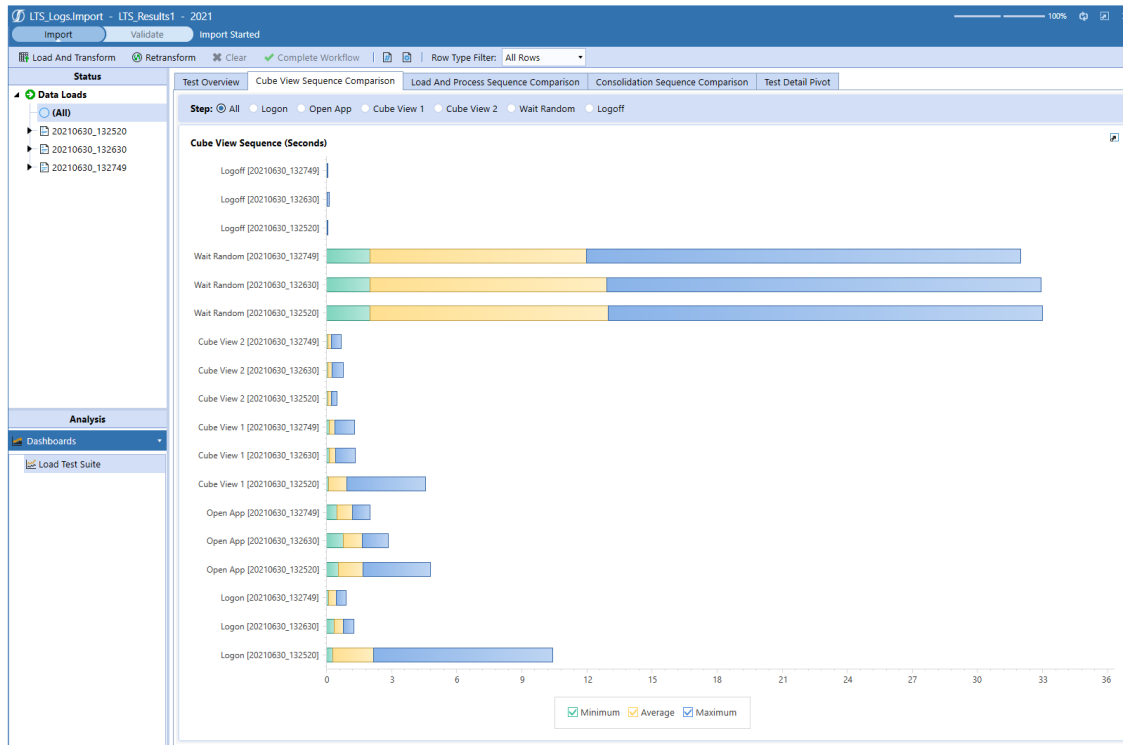 LTS_Logs.Import - LTS_Results1 - 2021
100%
Import Validate Import Started
Load And Transform Retransform Clear Complete Workflow Row Type Filter: All Rows
Status
Data Loads
(All)
20210630_132520
20210630_132630
20210630_132749
Analysis
Dashboards
Load Test Suite
Test Overview Cube View Sequence Comparison Load And Process Sequence Comparison Consolidation Sequence Comparison Test Detail Pivot
Step: All Logon Open App Cube View 1 Cube View 2 Wait Random Logoff
Cube View Sequence (Seconds)
Logoff [20210630_132749]
Logoff [20210630_132630]
Logoff [20210630_132520]
Wait Random [20210630_132749]
Wait Random [20210630_132630]
Wait Random [20210630_132520]
Cube View 2 [20210630_132749]
Cube View 2 [20210630_132630]
Cube View 2 [20210630_132520]
Cube View 1 [20210630_132749]
Cube View 1 [20210630_132630]
Cube View 1 [20210630_132520]
Open App [20210630_132749]
Open App [20210630_132630]
Open App [20210630_132520]
Logon [20210630_132749]
Logon [20210630_132630]
Logon [20210630_132520]
0 3 6 9 12 15 18 21 24 27 30 33 36
Minimum Average Maximum